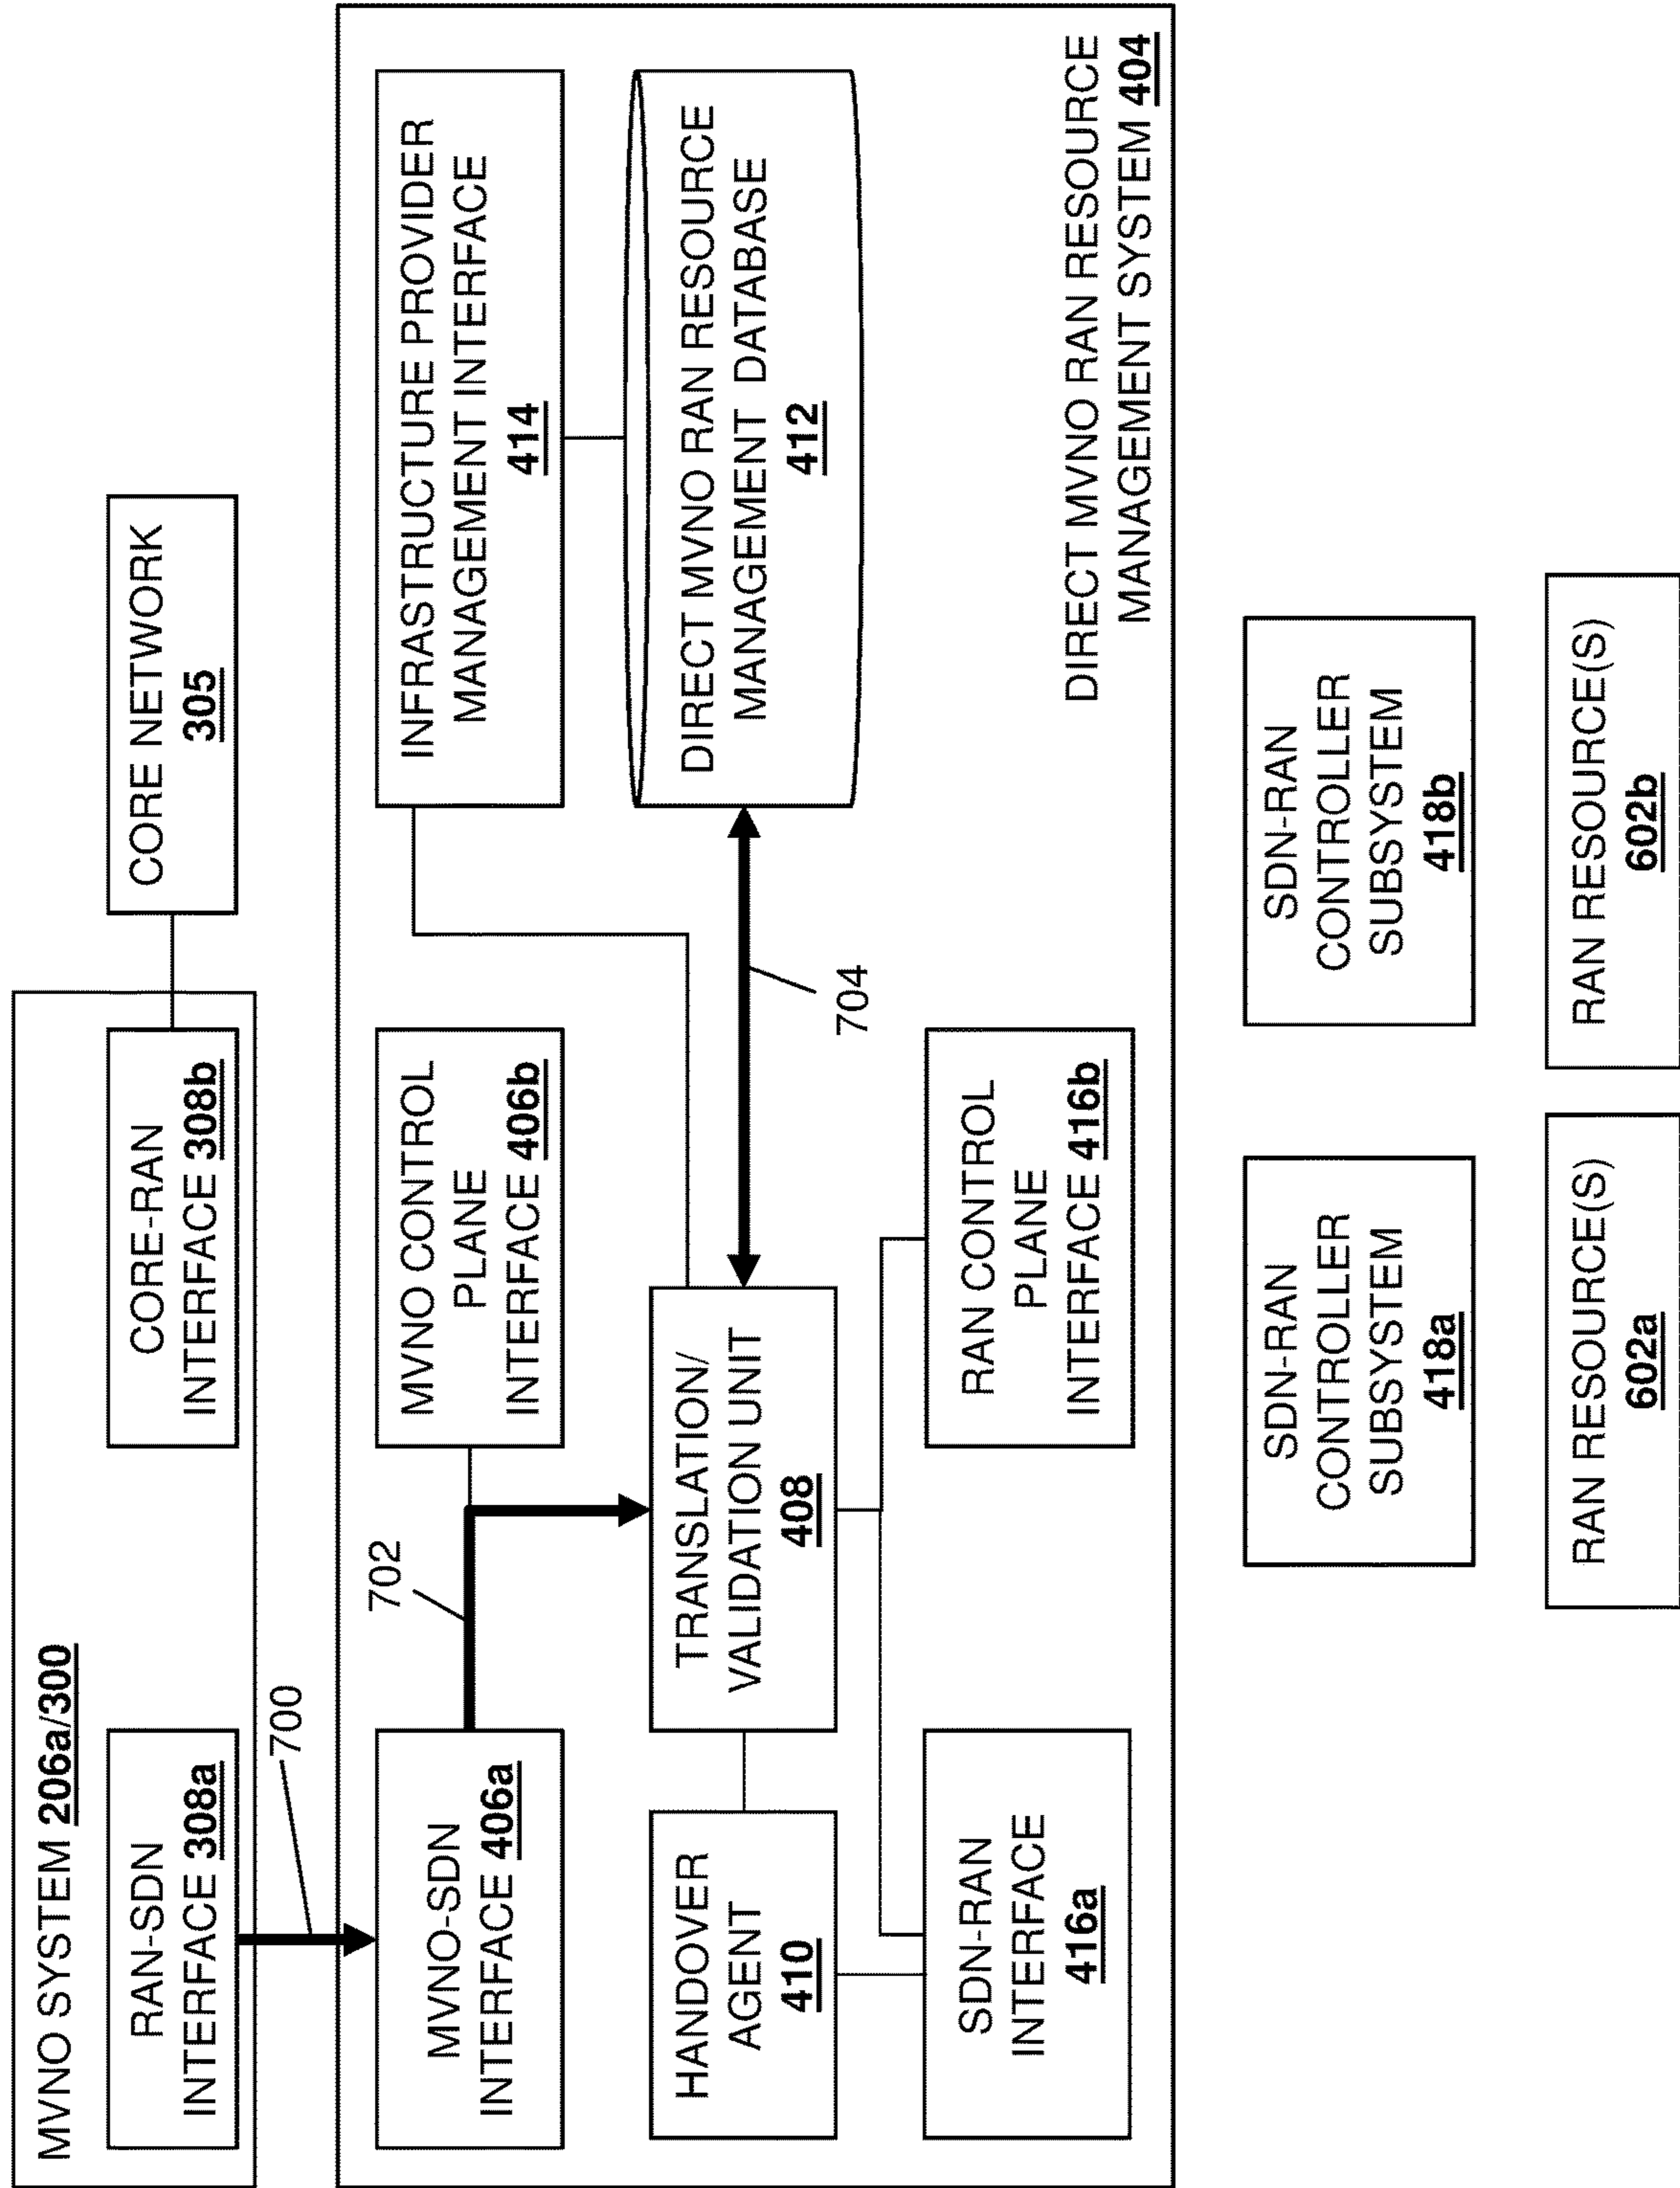 MVNO SYSTEM 206a/300
RAN-SDN
INTERFACE 308a
CORE-RAN
INTERFACE 308b
CORE NETWORK
305
700
MVNO-SDN
INTERFACE 406a
702
MVNO CONTROL
PLANE
INTERFACE 406b
INFRASTRUCTURE PROVIDER
MANAGEMENT INTERFACE
414
HANDOVER
AGENT
410
TRANSLATION/
VALIDATION UNIT
408
704
DIRECT MVNO RAN RESOURCE
MANAGEMENT DATABASE
412
SDN-RAN
INTERFACE
416a
RAN CONTROL
PLANE
INTERFACE 416b
DIRECT MVNO RAN RESOURCE
MANAGEMENT SYSTEM 404
SDN-RAN
CONTROLLER
SUBSYSTEM
418a
SDN-RAN
CONTROLLER
SUBSYSTEM
418b
RAN RESOURCE(S)
602a
RAN RESOURCE(S)
602b